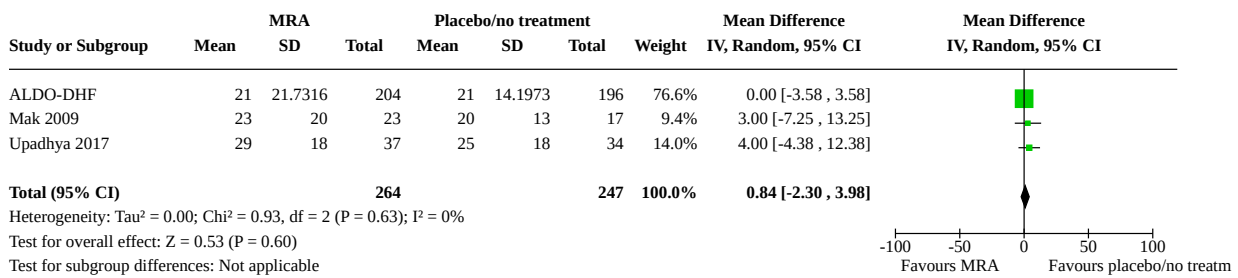 MRA Placebo/no treatment Mean Difference Mean Difference
Study or Subgroup Mean SD Total Mean SD Total Weight IV, Random, 95% CI IV, Random, 95% CI
ALDO-DHF 21 21.7316 204 21 14.1973 196 76.6% 0.00 [-3.58 , 3.58]
Mak 2009 23 20 23 20 13 17 9.4% 3.00 [-7.25 , 13.25]
Upadhya 2017 29 18 37 25 18 34 14.0% 4.00 [-4.38 , 12.38]
Total (95% CI) 264 247 100.0% 0.84 [-2.30 , 3.98]
Heterogeneity: Tau² = 0.00; Chi² = 0.93, df = 2 (P = 0.63); I² = 0%
Test for overall effect: Z = 0.53 (P = 0.60)
-100 -50 0 50 100
Test for subgroup differences: Not applicable
Favours MRA Favours placebo/no treatm